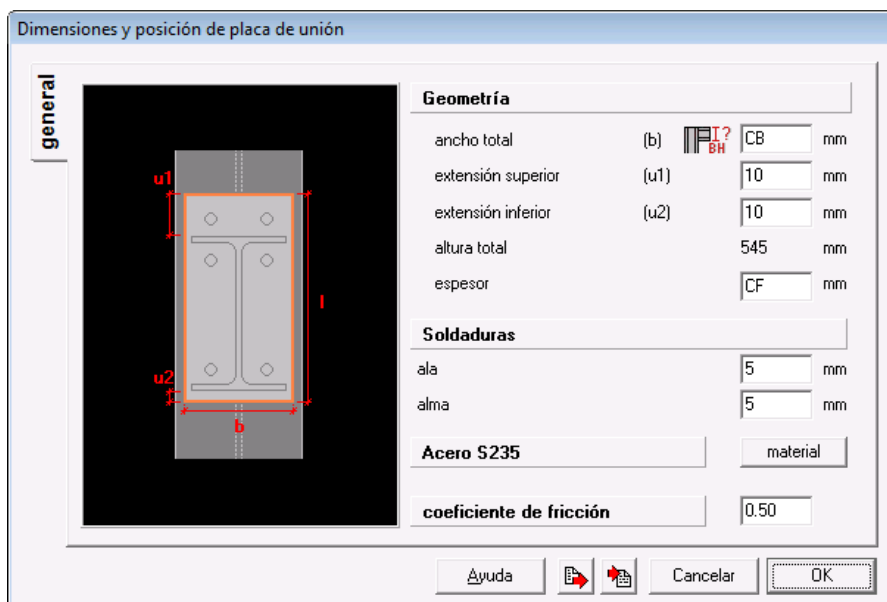 Dimensiones y posición de placa de unión
general
u1
l
u2
b
Geometría
ancho total (b) I? BH CB mm
extensión superior (u1) 10 mm
extensión inferior (u2) 10 mm
altura total 545 mm
espesor CF mm
Soldaduras
ala 5 mm
alma 5 mm
Acero S235 material
coeficiente de fricción 0.50
Ayuda Cancelar OK